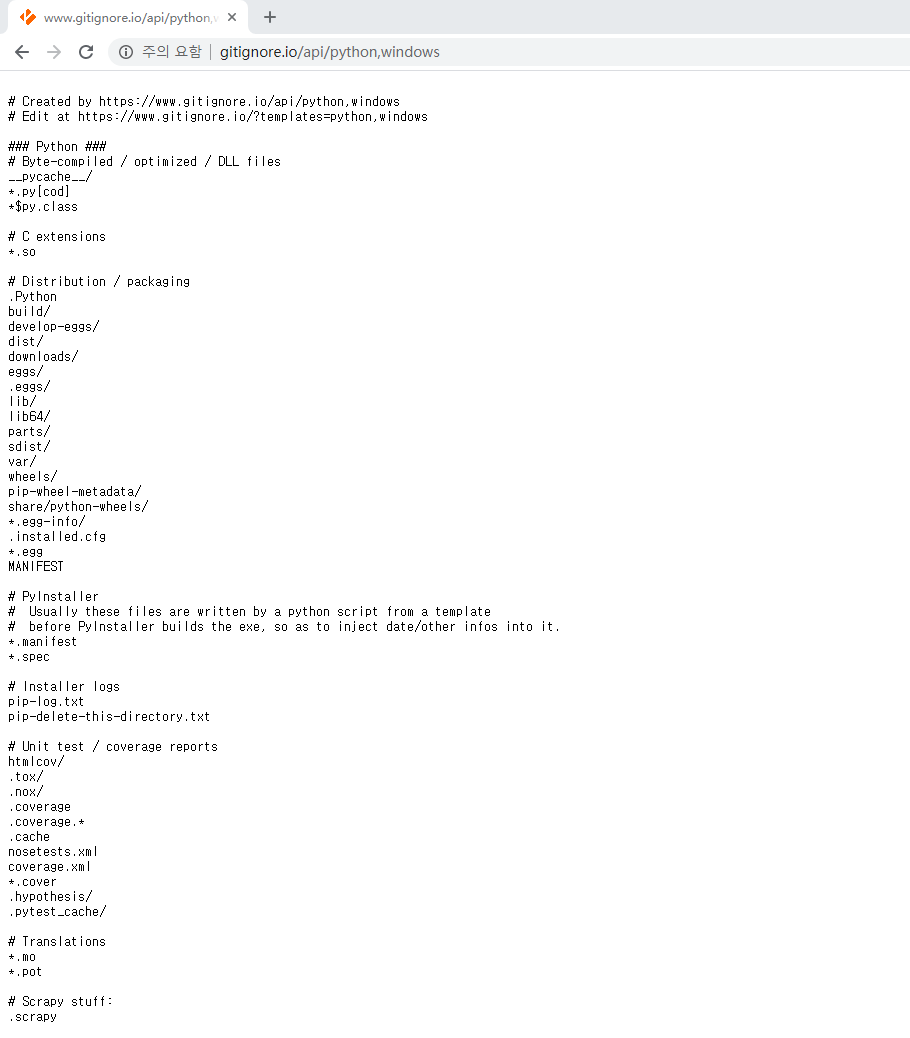 www.gitignore.io/api/python,w
주의 요함 gitignore.io/api/python,windows
# Created by https://www.gitignore.io/api/python,windows
# Edit at https://www.gitignore.io/?templates=python,windows
### Python ###
# Byte-compiled / optimized / DLL files
__pycache__/
*.py[cod]
*$py.class
# C extensions
*.so
# Distribution / packaging
.Python
build/
develop-eggs/
dist/
downloads/
eggs/
.eggs/
lib/
lib64/
parts/
sdist/
var/
wheels/
pip-wheel-metadata/
share/python-wheels/
*.egg-info/
.installed.cfg
*.egg
MANIFEST
# PyInstaller
#  Usually these files are written by a python script from a template
#  before PyInstaller builds the exe, so as to inject date/other infos into it.
*.manifest
*.spec
# Installer logs
pip-log.txt
pip-delete-this-directory.txt
# Unit test / coverage reports
htmlcov/
.tox/
.nox/
.coverage
.coverage.*
.cache
nosetests.xml
coverage.xml
*.cover
.hypothesis/
.pytest_cache/
# Translations
*.mo
*.pot
# Scrapy stuff:
.scrapy